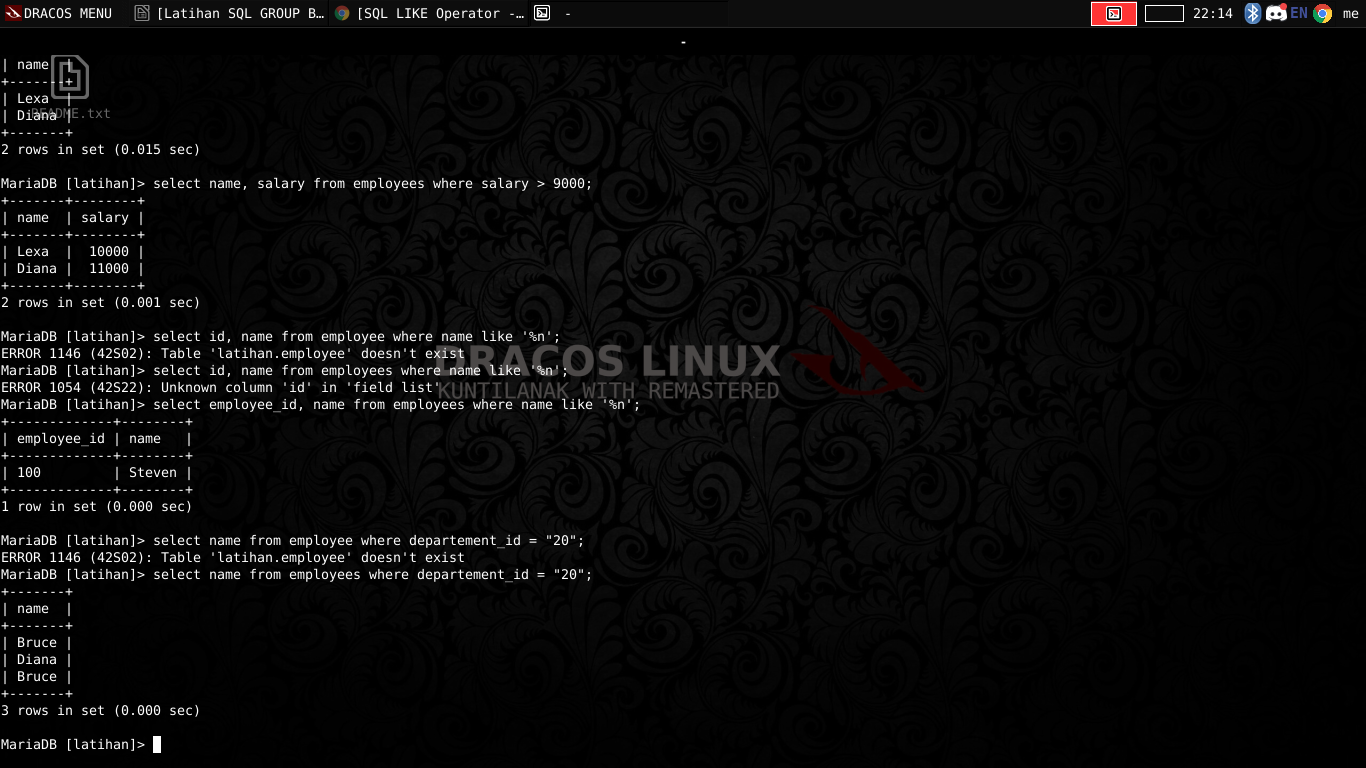 DRACOS MENU [Latihan SQL GROUP B… [SQL LIKE Operator -… - 22:14 EN me
-
| name  |
+-------+
| Lexa  |
| Diana |
README.txt
+-------+
2 rows in set (0.015 sec)
MariaDB [latihan]> select name, salary from employees where salary > 9000;
+-------+--------+
| name  | salary |
+-------+--------+
| Lexa  |  10000 |
| Diana |  11000 |
+-------+--------+
2 rows in set (0.001 sec)
MariaDB [latihan]> select id, name from employee where name like '%n';
ERROR 1146 (42S02): Table 'latihan.employee' doesn't exist
MariaDB [latihan]> select id, name from employees where name like '%n';
ERROR 1054 (42S22): Unknown column 'id' in 'field list'
DRACOS LINUX
KUNTILANAK WITH REMASTERED
MariaDB [latihan]> select employee_id, name from employees where name like '%n';
+-------------+--------+
| employee_id | name   |
+-------------+--------+
| 100         | Steven |
+-------------+--------+
1 row in set (0.000 sec)
MariaDB [latihan]> select name from employee where departement_id = "20";
ERROR 1146 (42S02): Table 'latihan.employee' doesn't exist
MariaDB [latihan]> select name from employees where departement_id = "20";
+-------+
| name  |
+-------+
| Bruce |
| Diana |
| Bruce |
+-------+
3 rows in set (0.000 sec)
MariaDB [latihan]>